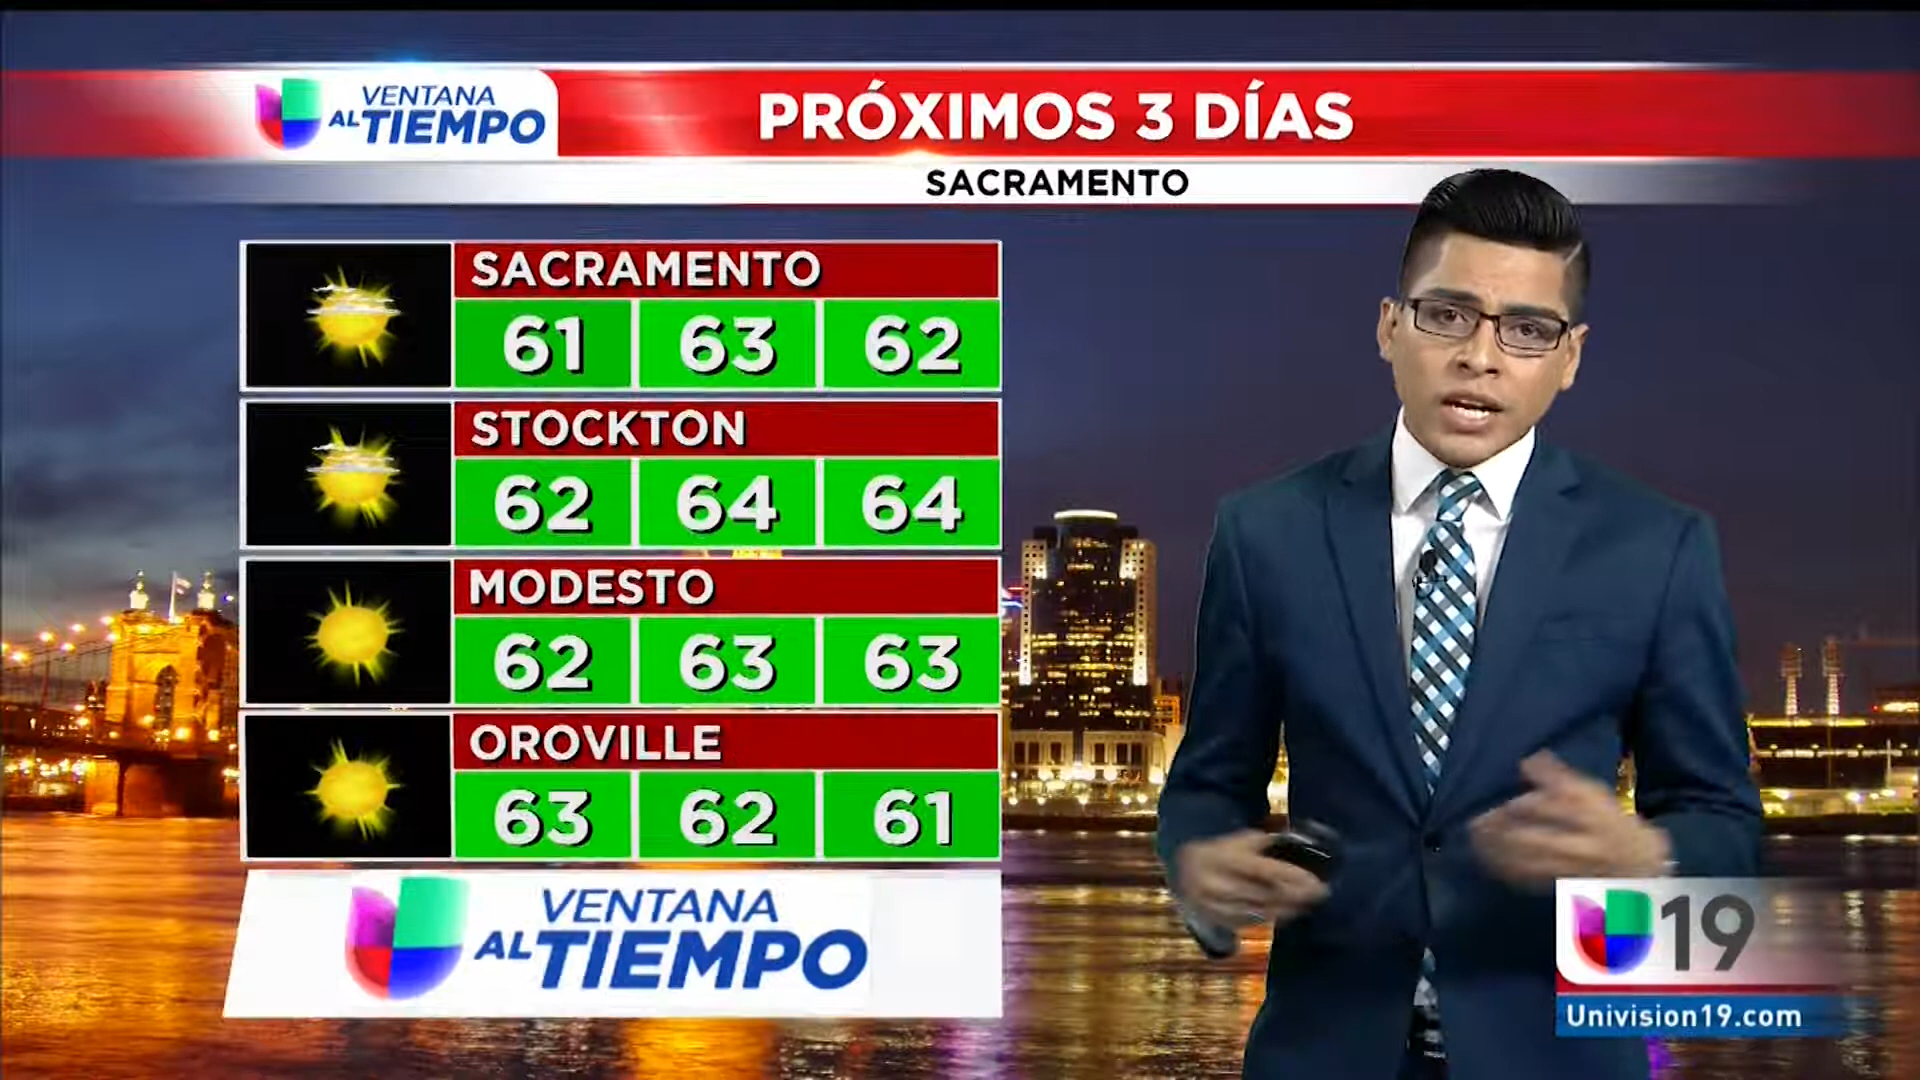 VENTANA
AL TIEMPO
PRÓXIMOS 3 DÍAS
SACRAMENTO
SACRAMENTO
61 63 62
STOCKTON
62 64 64
MODESTO
62 63 63
OROVILLE
63 62 61
VENTANA
AL TIEMPO
19
Univision19.com